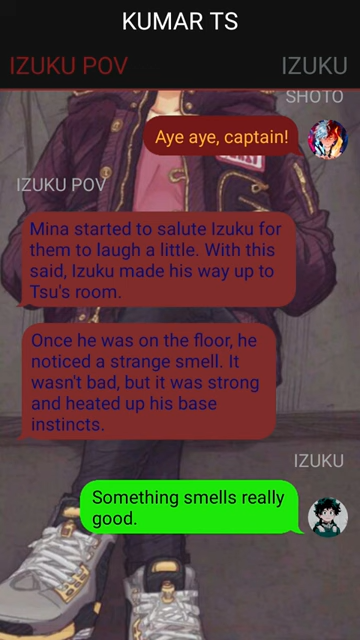 KUMAR TS
IZUKU POV
IZUKU
SHOTO
Aye aye, captain!
IZUKU POV
Mina started to salute Izuku for
them to laugh a little. With this
said, Izuku made his way up to
Tsu's room.
Once he was on the floor, he
noticed a strange smell. It
wasn't bad, but it was strong
and heated up his base
instincts.
IZUKU
Something smells really
good.